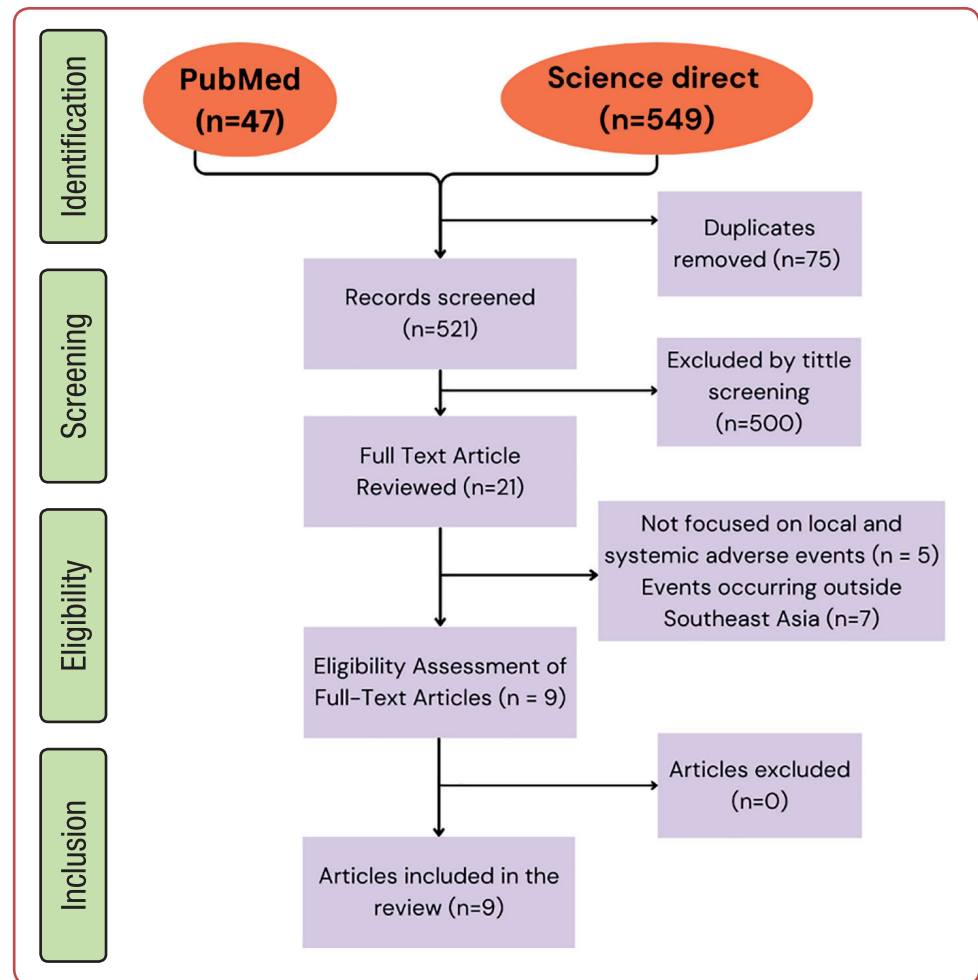 Identification
PubMed
(n=47)
Science direct
(n=549)
Duplicates
removed (n=75)
Screening
Records screened
(n=521)
Excluded by tittle
screening
(n=500)
Full Text Article
Reviewed (n=21)
Eligibility
Not focused on local and
systemic adverse events (n = 5)
Events occurring outside
Southeast Asia (n=7)
Eligibility Assessment of
Full-Text Articles (n = 9)
Inclusion
Articles excluded
(n=0)
Articles included in the
review (n=9)